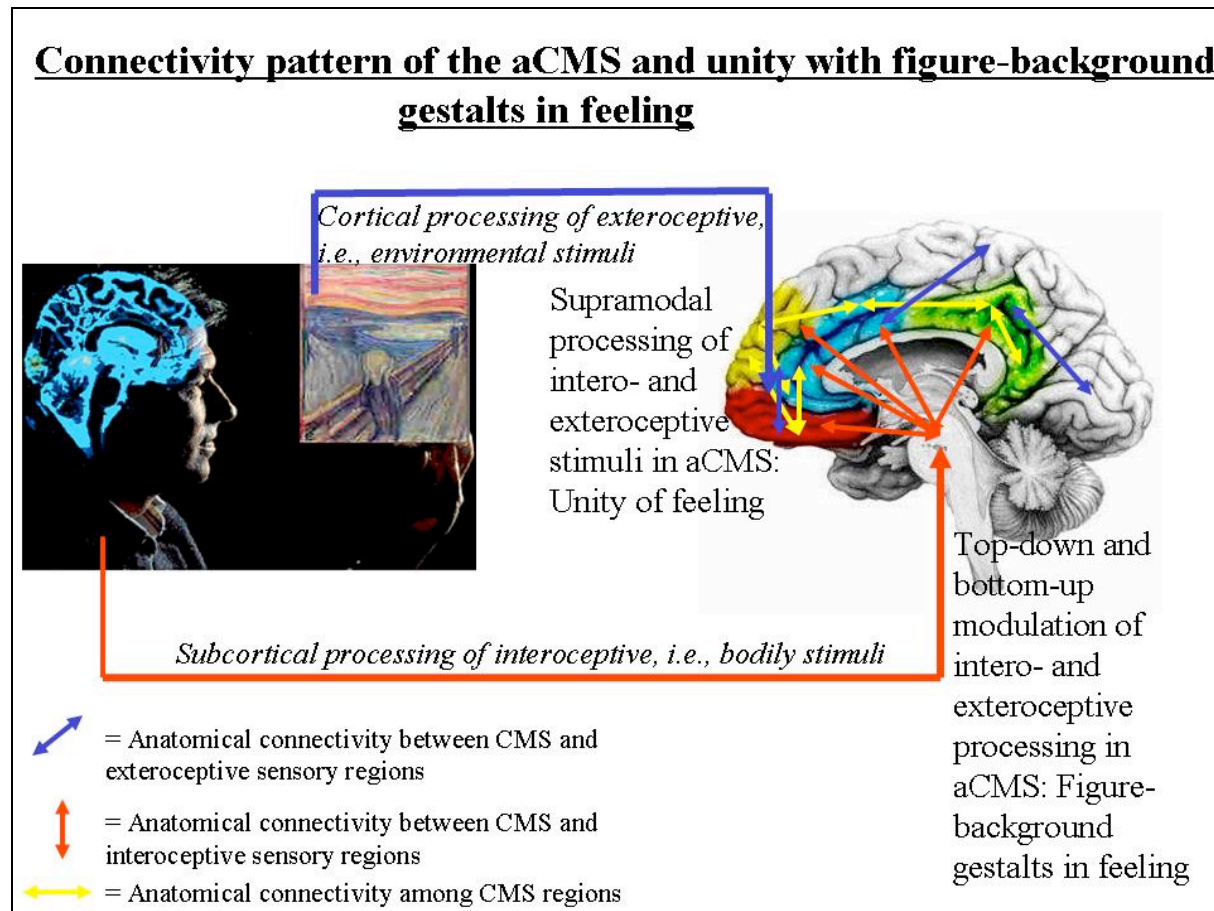 Connectivity pattern of the aCMS and unity with figure-background
gestalts in feeling
Cortical processing of exteroceptive,
i.e., environmental stimuli
Supramodal
processing of
intero- and
exteroceptive
stimuli in aCMS:
Unity of feeling
Top-down and
bottom-up
modulation of
intero- and
exteroceptive
processing in
aCMS: Figure-
background
gestalts in feeling
Subcortical processing of interoceptive, i.e., bodily stimuli
= Anatomical connectivity between CMS and
exteroceptive sensory regions
= Anatomical connectivity between CMS and
interoceptive sensory regions
= Anatomical connectivity among CMS regions